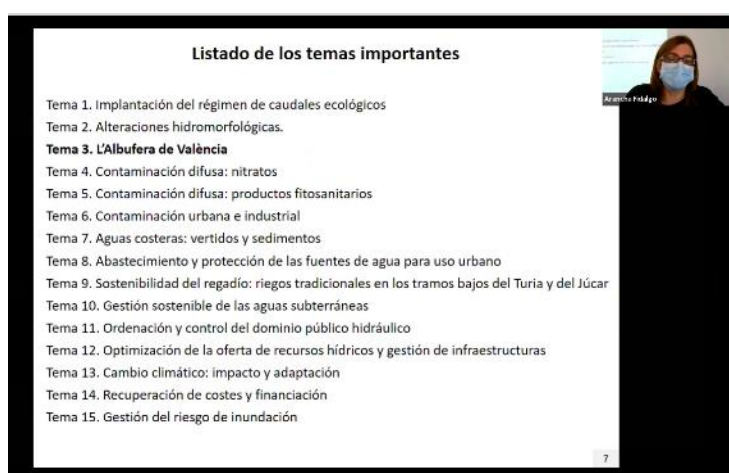 Listado de los temas importantes
Tema 1. Implantación del régimen de caudales ecológicos
Tema 2. Alteraciones hidromorfológicas.
Tema 3. L'Albufera de València
Tema 4. Contaminación difusa: nitratos
Tema 5. Contaminación difusa: productos fitosanitarios
Tema 6. Contaminación urbana e industrial
Tema 7. Aguas costeras: vertidos y sedimentos
Tema 8. Abastecimiento y protección de las fuentes de agua para uso urbano
Tema 9. Sostenibilidad del regadío: riegos tradicionales en los tramos bajos del Turia y del Júcar
Tema 10. Gestión sostenible de las aguas subterráneas
Tema 11. Ordenación y control del dominio público hidráulico
Tema 12. Optimización de la oferta de recursos hídricos y gestión de infraestructuras
Tema 13. Cambio climático: impacto y adaptación
Tema 14. Recuperación de costes y financiación
Tema 15. Gestión del riesgo de inundación
7
Arancha Fidalgo